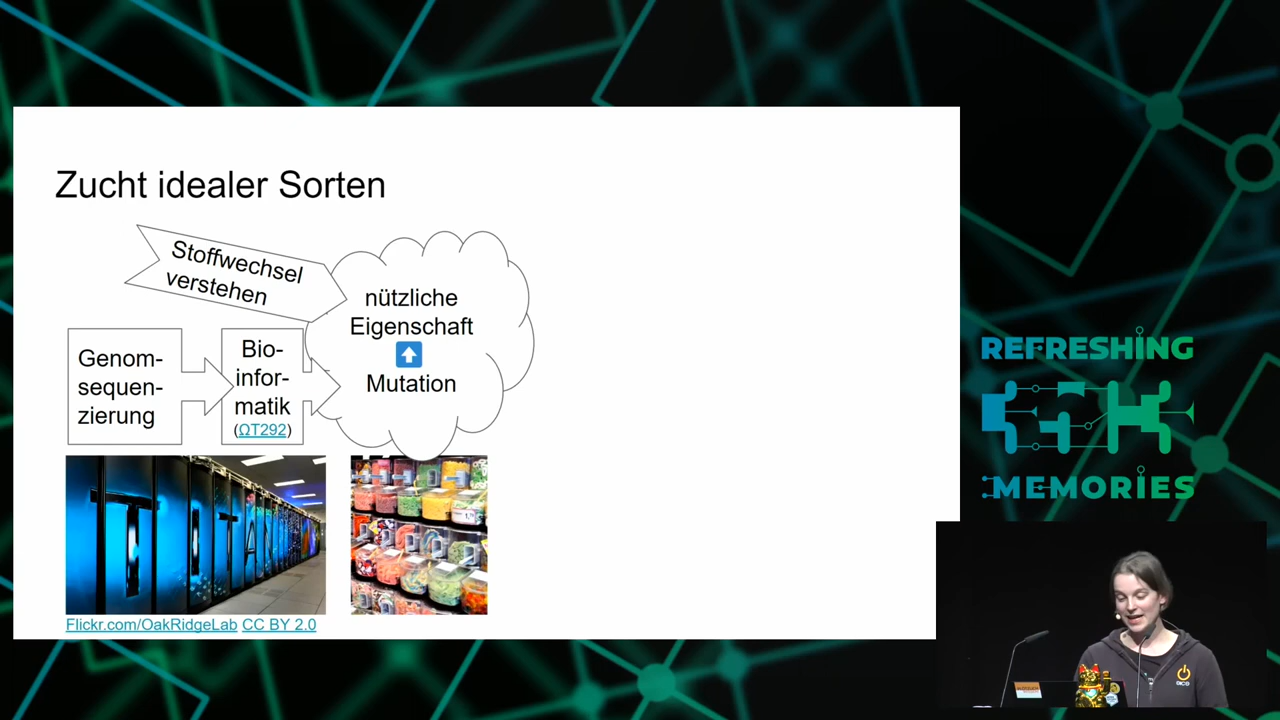 Zucht idealer Sorten
Stoffwechsel
verstehen
nützliche
Eigenschaft
Mutation
Genom-
sequen-
zierung
Bio-
infor-
matik
(ΩT292)
TITAN
Flickr.com/OakRidgeLab CC BY 2.0
REFRESHING
MEMORIES